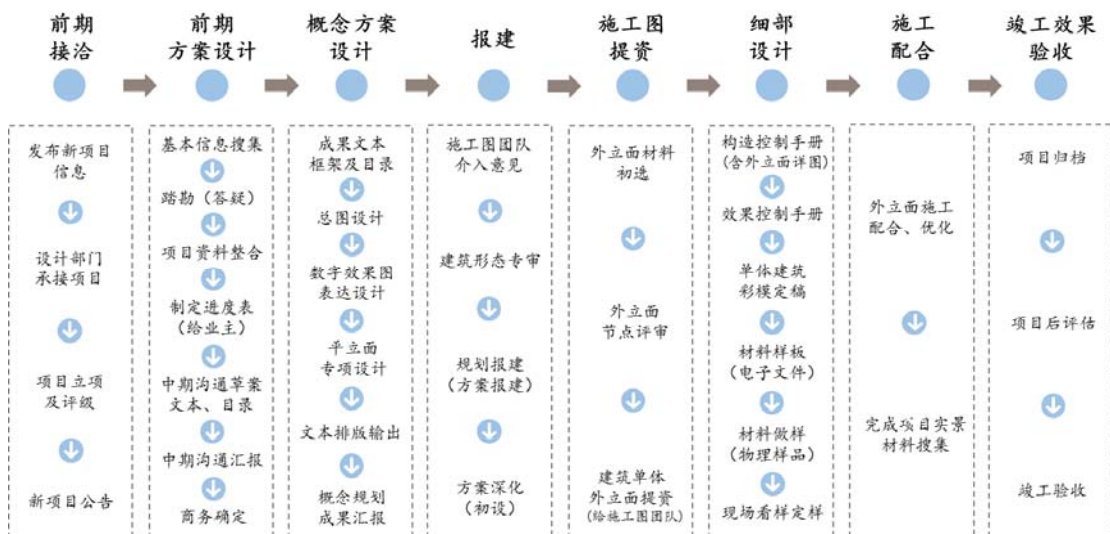 前期
接洽
前期
方案设计
概念方案
设计
报建
施工图
提资
细部
设计
施工
配合
竣工效果
验收
发布新项目
信息
设计部门
承接项目
项目立项
及评级
新项目公告
基本信息搜集
踏勘（答疑）
项目资料整合
制定进度表
（给业主）
中期沟通草案
文本、目录
中期沟通汇报
商务确定
成果文本
框架及目录
总图设计
数字效果图
表达设计
平立面
专项设计
文本排版输出
概念规划
成果汇报
施工图团队
介入意见
建筑形态专审
规划报建
（方案报建）
方案深化
（初设）
外立面材料
初选
外立面
节点评审
建筑单体
外立面提资
(给施工图团队)
构造控制手册
(含外立面详图)
效果控制手册
单体建筑
彩模定稿
材料样板
（电子文件）
材料做样
（物理样品）
现场看样定样
外立面施工
配合、优化
完成项目实景
材料搜集
项目归档
项目后评估
竣工验收